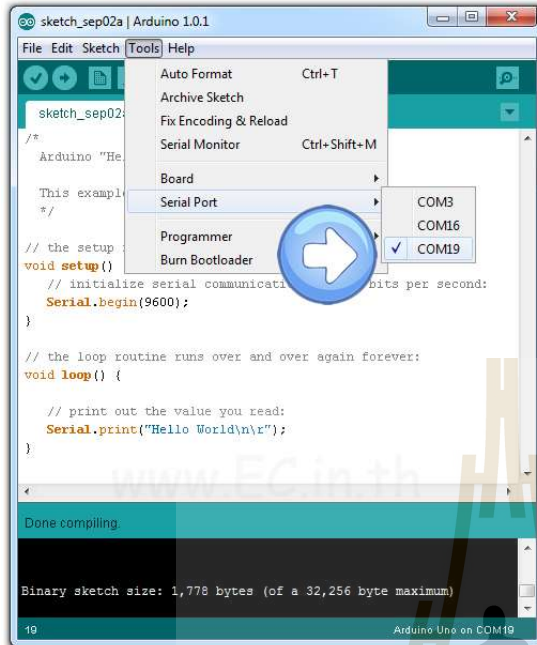 sketch_sep02a | Arduino 1.0.1
File Edit Sketch Tools Help
Auto Format Ctrl+T
Archive Sketch
Fix Encoding & Reload
Serial Monitor Ctrl+Shift+M
Board
Serial Port
Programmer
Burn Bootloader
COM3
COM16
✓ COM19
sketch_sep02
/*
Arduino "He
This exampl
*/
// the setup
void setup()
// initialize serial communicati bits per second:
Serial.begin(9600);
}
// the loop routine runs over and over again forever:
void loop() {
// print out the value you read:
Serial.print("Hello World\n\r");
}
www.EC.in.th
Done compiling.
Binary sketch size: 1,778 bytes (of a 32,256 byte maximum)
19 Arduino Uno on COM19